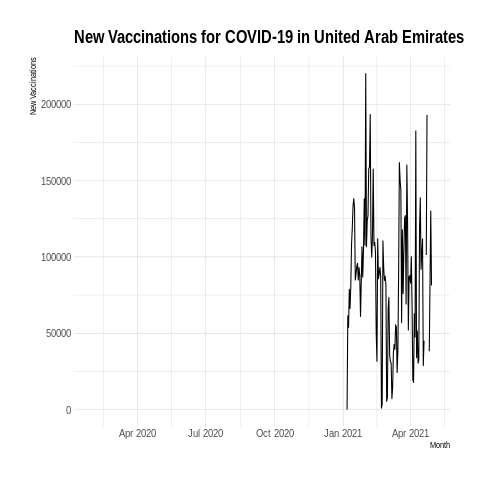 New Vaccinations for COVID-19 in United Arab Emirates
New Vaccinations
200000
150000
100000
50000
0
Apr 2020 Jul 2020 Oct 2020 Jan 2021 Apr 2021
Month